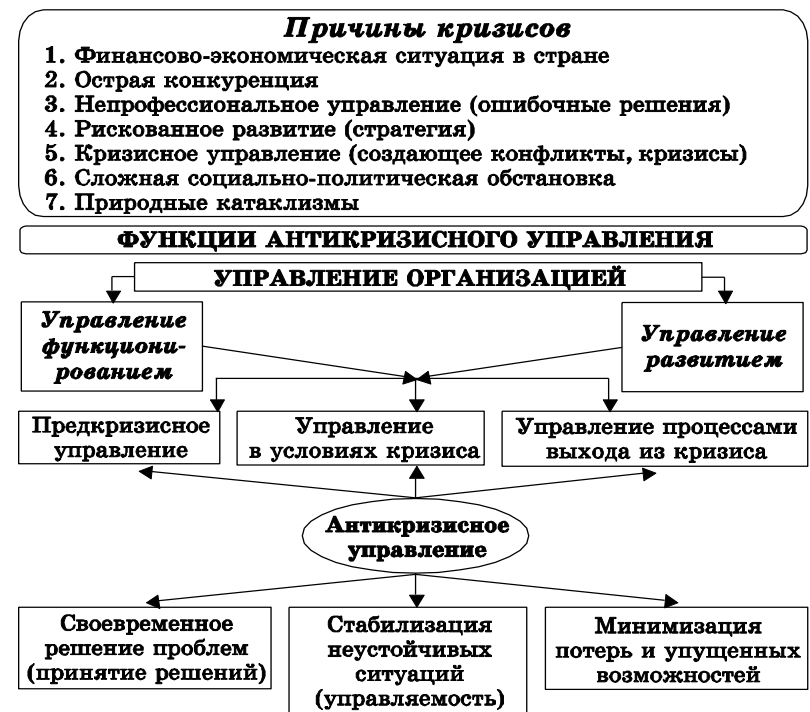 Причины кризисов
1. Финансово-экономическая ситуация в стране
2. Острая конкуренция
3. Непрофессиональное управление (ошибочные решения)
4. Рискованное развитие (стратегия)
5. Кризисное управление (создающее конфликты, кризисы)
6. Сложная социально-политическая обстановка
7. Природные катаклизмы
ФУНКЦИИ АНТИКРИЗИСНОГО УПРАВЛЕНИЯ
УПРАВЛЕНИЕ ОРГАНИЗАЦИЕЙ
Управление
функциони-
рованием
Управление
развитием
Предкризисное
управление
Управление
в условиях кризиса
Управление процессами
выхода из кризиса
Антикризисное
управление
Своевременное
решение проблем
(принятие решений)
Стабилизация
неустойчивых
ситуаций
(управляемость)
Минимизация
потерь и упущенных
возможностей